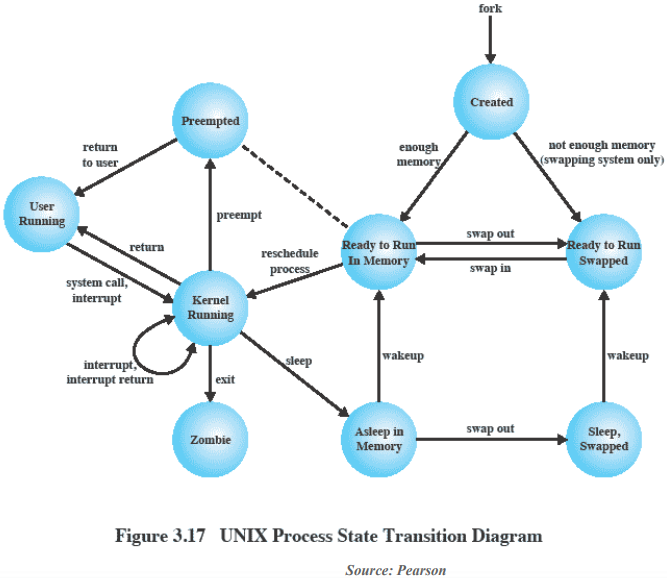 fork
Created
Preempted
enough
memory
not enough memory
(swapping system only)
return
to user
User
Running
preempt
return
reschedule
process
Ready to Run
In Memory
swap out
swap in
Ready to Run
Swapped
system call,
interrupt
Kernel
Running
interrupt,
interrupt return
sleep
exit
wakeup
wakeup
Zombie
Asleep in
Memory
swap out
Sleep,
Swapped
Figure 3.17 UNIX Process State Transition Diagram
Source: Pearson